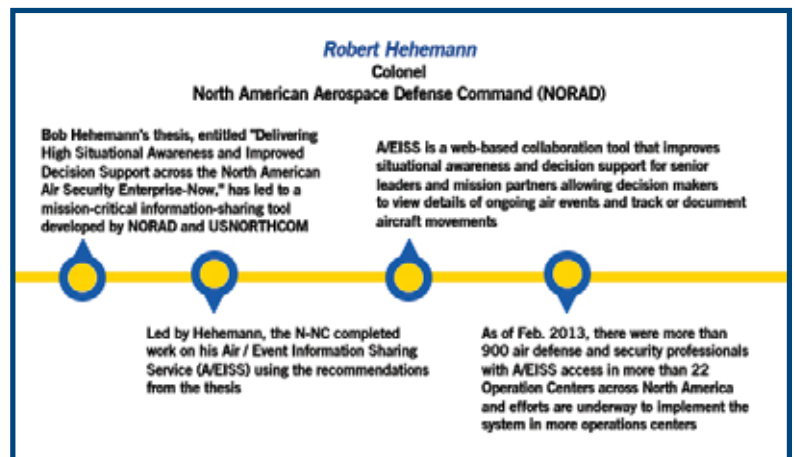 Robert Hehemann
Colonel
North American Aerospace Defense Command (NORAD)
Bob Hehemann's thesis, entitled "Delivering
High Situational Awareness and Improved
Decision Support across the North American
Air Security Enterprise-Now," has led to a
mission-critical information-sharing tool
developed by NORAD and USNORTHCOM
Led by Hehemann, the N-NC completed
work on his Air / Event Information Sharing
Service (A/EISS) using the recommendations
from the thesis
A/EISS is a web-based collaboration tool that improves
situational awareness and decision support for senior
leaders and mission partners allowing decision makers
to view details of ongoing air events and track or document
aircraft movements
As of Feb. 2013, there were more than
900 air defense and security professionals
with A/EISS access in more than 22
Operation Centers across North America
and efforts are underway to implement the
system in more operations centers